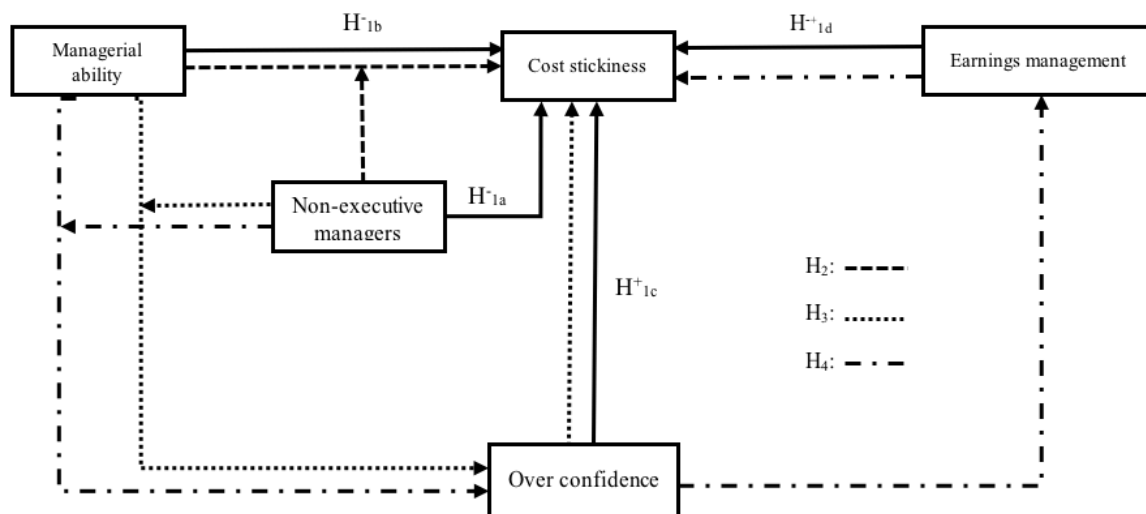 H⁻1b
H⁻⁺1d
Managerial
ability
Cost stickiness
Earnings management
Non-executive
managers
H⁻1a
H⁺1c
H₂:
H₃:
H₄:
Over confidence